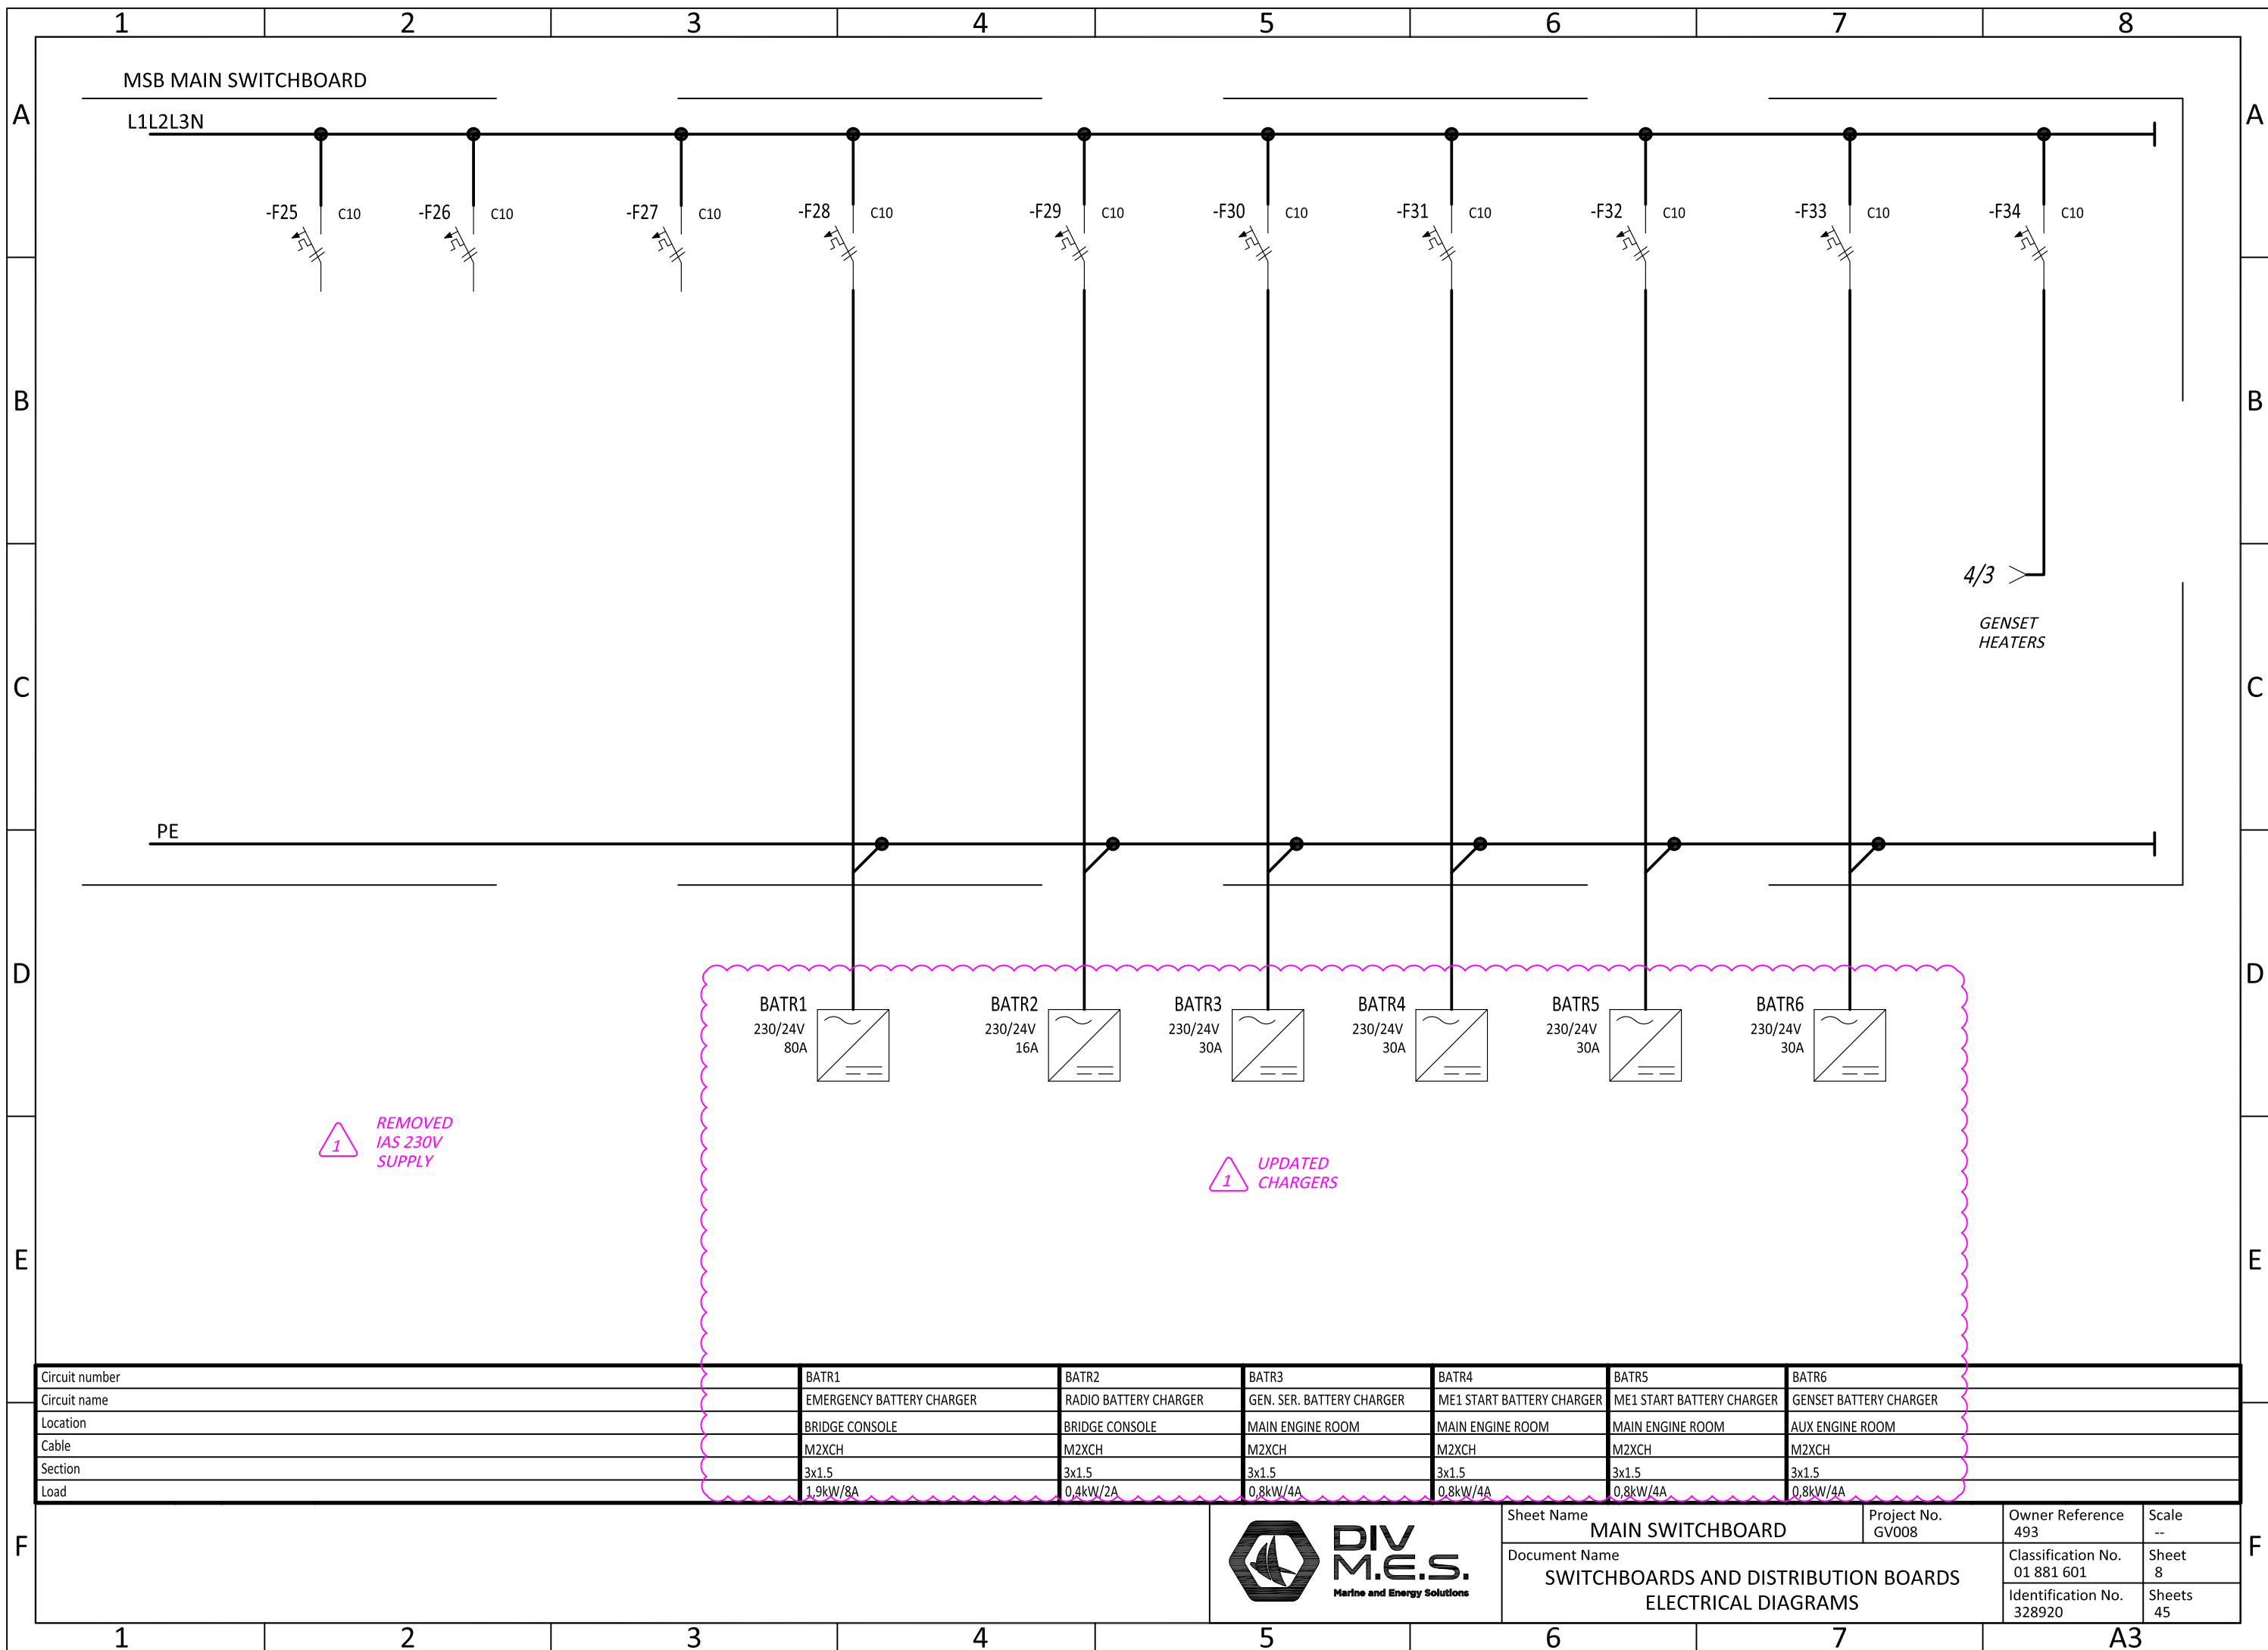 1 2 3 4 5 6 7 8
A A
MSB MAIN SWITCHBOARD
L1L2L3N
-F25 C10 -F26 C10 -F27 C10 -F28 C10 -F29 C10 -F30 C10 -F31 C10 -F32 C10 -F33 C10 -F34 C10
B B
4/3
GENSET
HEATERS
C C
PE
D D
BATR1 BATR2 BATR3 BATR4 BATR5 BATR6
230/24V 230/24V 230/24V 230/24V 230/24V 230/24V
80A 16A 30A 30A 30A 30A
1 REMOVED
IAS 230V
SUPPLY
1 UPDATED
CHARGERS
E E
Circuit number BATR1 BATR2 BATR3 BATR4 BATR5 BATR6
Circuit name EMERGENCY BATTERY CHARGER RADIO BATTERY CHARGER GEN. SER. BATTERY CHARGER ME1 START BATTERY CHARGER ME1 START BATTERY CHARGER GENSET BATTERY CHARGER
Location BRIDGE CONSOLE BRIDGE CONSOLE MAIN ENGINE ROOM MAIN ENGINE ROOM MAIN ENGINE ROOM AUX ENGINE ROOM
Cable M2XCH M2XCH M2XCH M2XCH M2XCH M2XCH
Section 3x1.5 3x1.5 3x1.5 3x1.5 3x1.5 3x1.5
Load 1,9kW/8A 0,4kW/2A 0,8kW/4A 0,8kW/4A 0,8kW/4A 0,8kW/4A
F F
DIV
M.E.S.
Marine and Energy Solutions
Sheet Name
MAIN SWITCHBOARD
Project No.
GV008
Owner Reference
493
Scale
--
Document Name
SWITCHBOARDS AND DISTRIBUTION BOARDS
ELECTRICAL DIAGRAMS
Classification No.
01 881 601
Sheet
8
Identification No.
328920
Sheets
45
1 2 3 4 5 6 7 A3